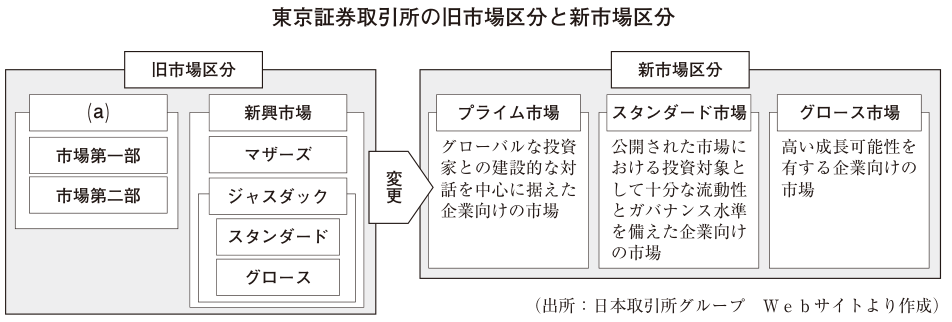 東京証券取引所の旧市場区分と新市場区分
旧市場区分
(a)
市場第一部
市場第二部
新興市場
マザーズ
ジャスダック
スタンダード
グロース
変更
新市場区分
プライム市場
グローバルな投資
家との建設的な対
話を中心に据えた
企業向けの市場
スタンダード市場
公開された市場に
おける投資対象と
して十分な流動性
とガバナンス水準
を備えた企業向け
の市場
グロース市場
高い成長可能性を
有する企業向けの
市場
（出所：日本取引所グループ　Ｗｅｂサイトより作成）